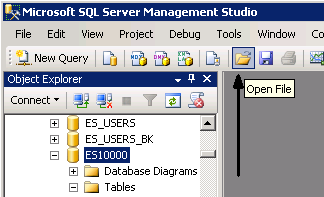 Microsoft SQL Server Management Studio
File Edit View Project Debug Tools Window Co
New Query
Open File
Object Explorer
Connect
ES_USERS
ES_USERS_BK
ES10000
Database Diagrams
Tables